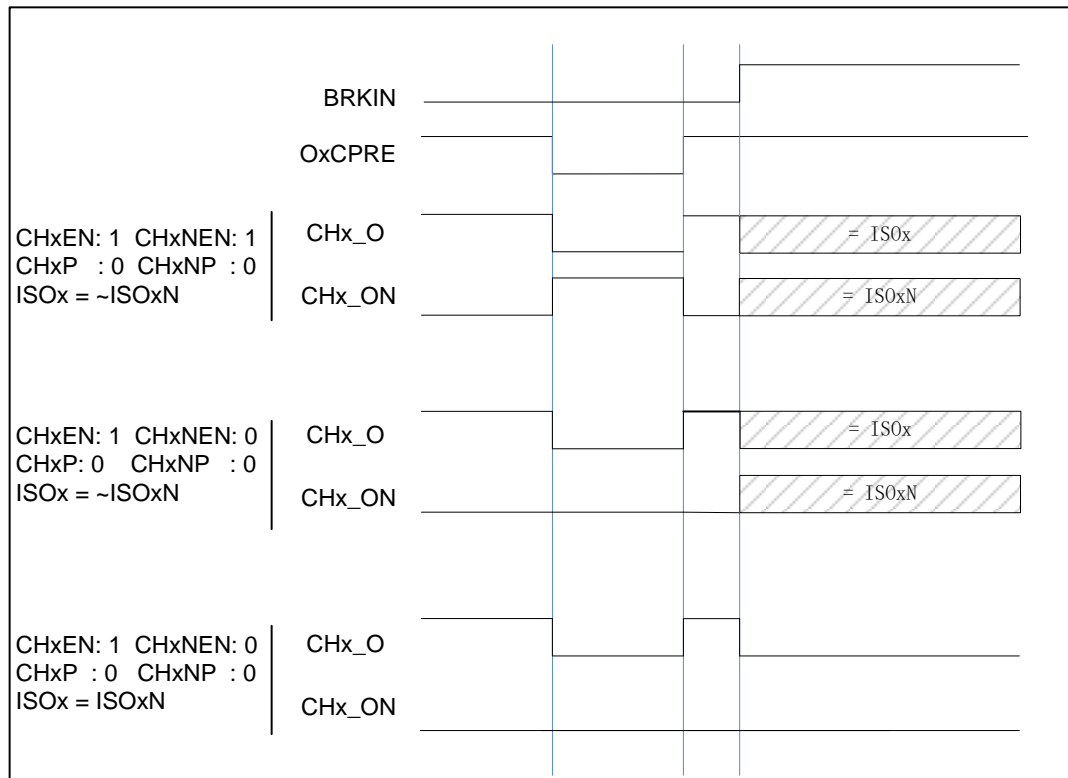 BRKIN
OxCPRE
CHxEN: 1 CHxNEN: 1
CHxP : 0 CHxNP : 0
ISOx = ~ISOxN
CHx_O
= ISOx
CHx_ON
= ISOxN
CHxEN: 1 CHxNEN: 0
CHxP: 0 CHxNP : 0
ISOx = ~ISOxN
CHx_O
= ISOx
CHx_ON
= ISOxN
CHxEN: 1 CHxNEN: 0
CHxP : 0 CHxNP : 0
ISOx = ISOxN
CHx_O
CHx_ON